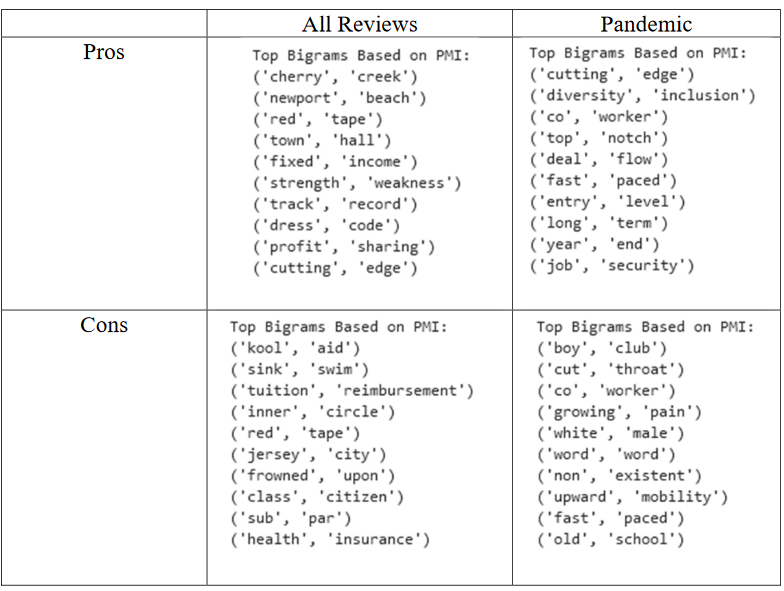 All Reviews
Pandemic
Pros
Top Bigrams Based on PMI:
('cherry', 'creek')
('newport', 'beach')
('red', 'tape')
('town', 'hall')
('fixed', 'income')
('strength', 'weakness')
('track', 'record')
('dress', 'code')
('profit', 'sharing')
('cutting', 'edge')
Top Bigrams Based on PMI:
('cutting', 'edge')
('diversity', 'inclusion')
('co', 'worker')
('top', 'notch')
('deal', 'flow')
('fast', 'paced')
('entry', 'level')
('long', 'term')
('year', 'end')
('job', 'security')
Cons
Top Bigrams Based on PMI:
('kool', 'aid')
('sink', 'swim')
('tuition', 'reimbursement')
('inner', 'circle')
('red', 'tape')
('jersey', 'city')
('frowned', 'upon')
('class', 'citizen')
('sub', 'par')
('health', 'insurance')
Top Bigrams Based on PMI:
('boy', 'club')
('cut', 'throat')
('co', 'worker')
('growing', 'pain')
('white', 'male')
('word', 'word')
('non', 'existent')
('upward', 'mobility')
('fast', 'paced')
('old', 'school')